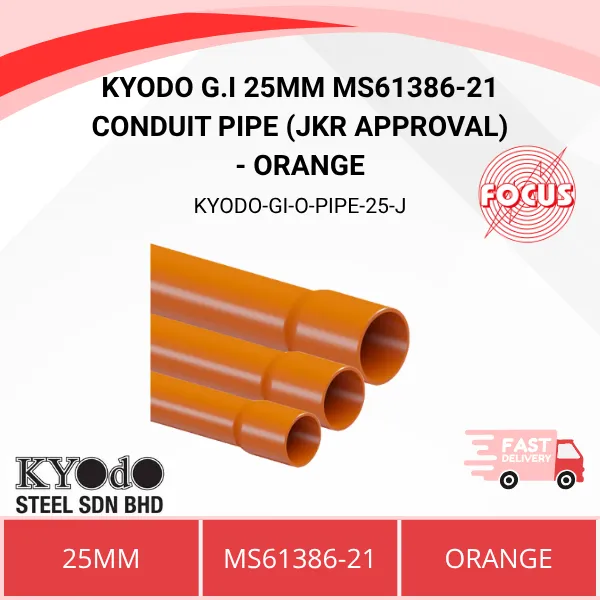 KYODO G.I 25MM MS61386-21
CONDUIT PIPE (JKR APPROVAL)
- ORANGE
KYODO-GI-O-PIPE-25-J
FOCUS
FAST
DELIVERY
KYOdO
STEEL SDN BHD
25MM
MS61386-21
ORANGE